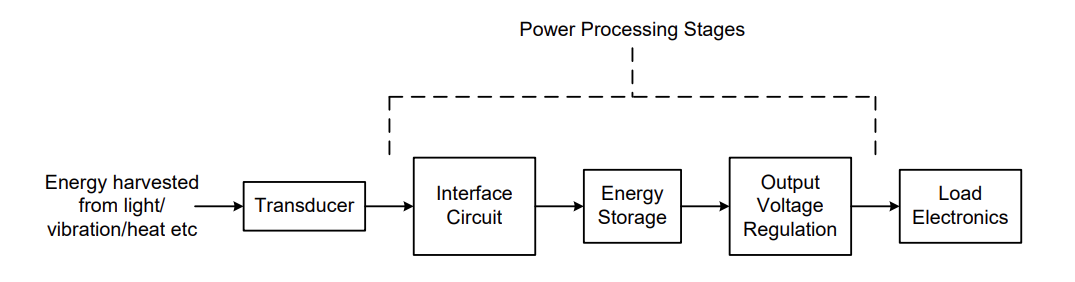 Power Processing Stages
Energy harvested
from light/
vibration/heat etc
Transducer
Interface
Circuit
Energy
Storage
Output
Voltage
Regulation
Load
Electronics